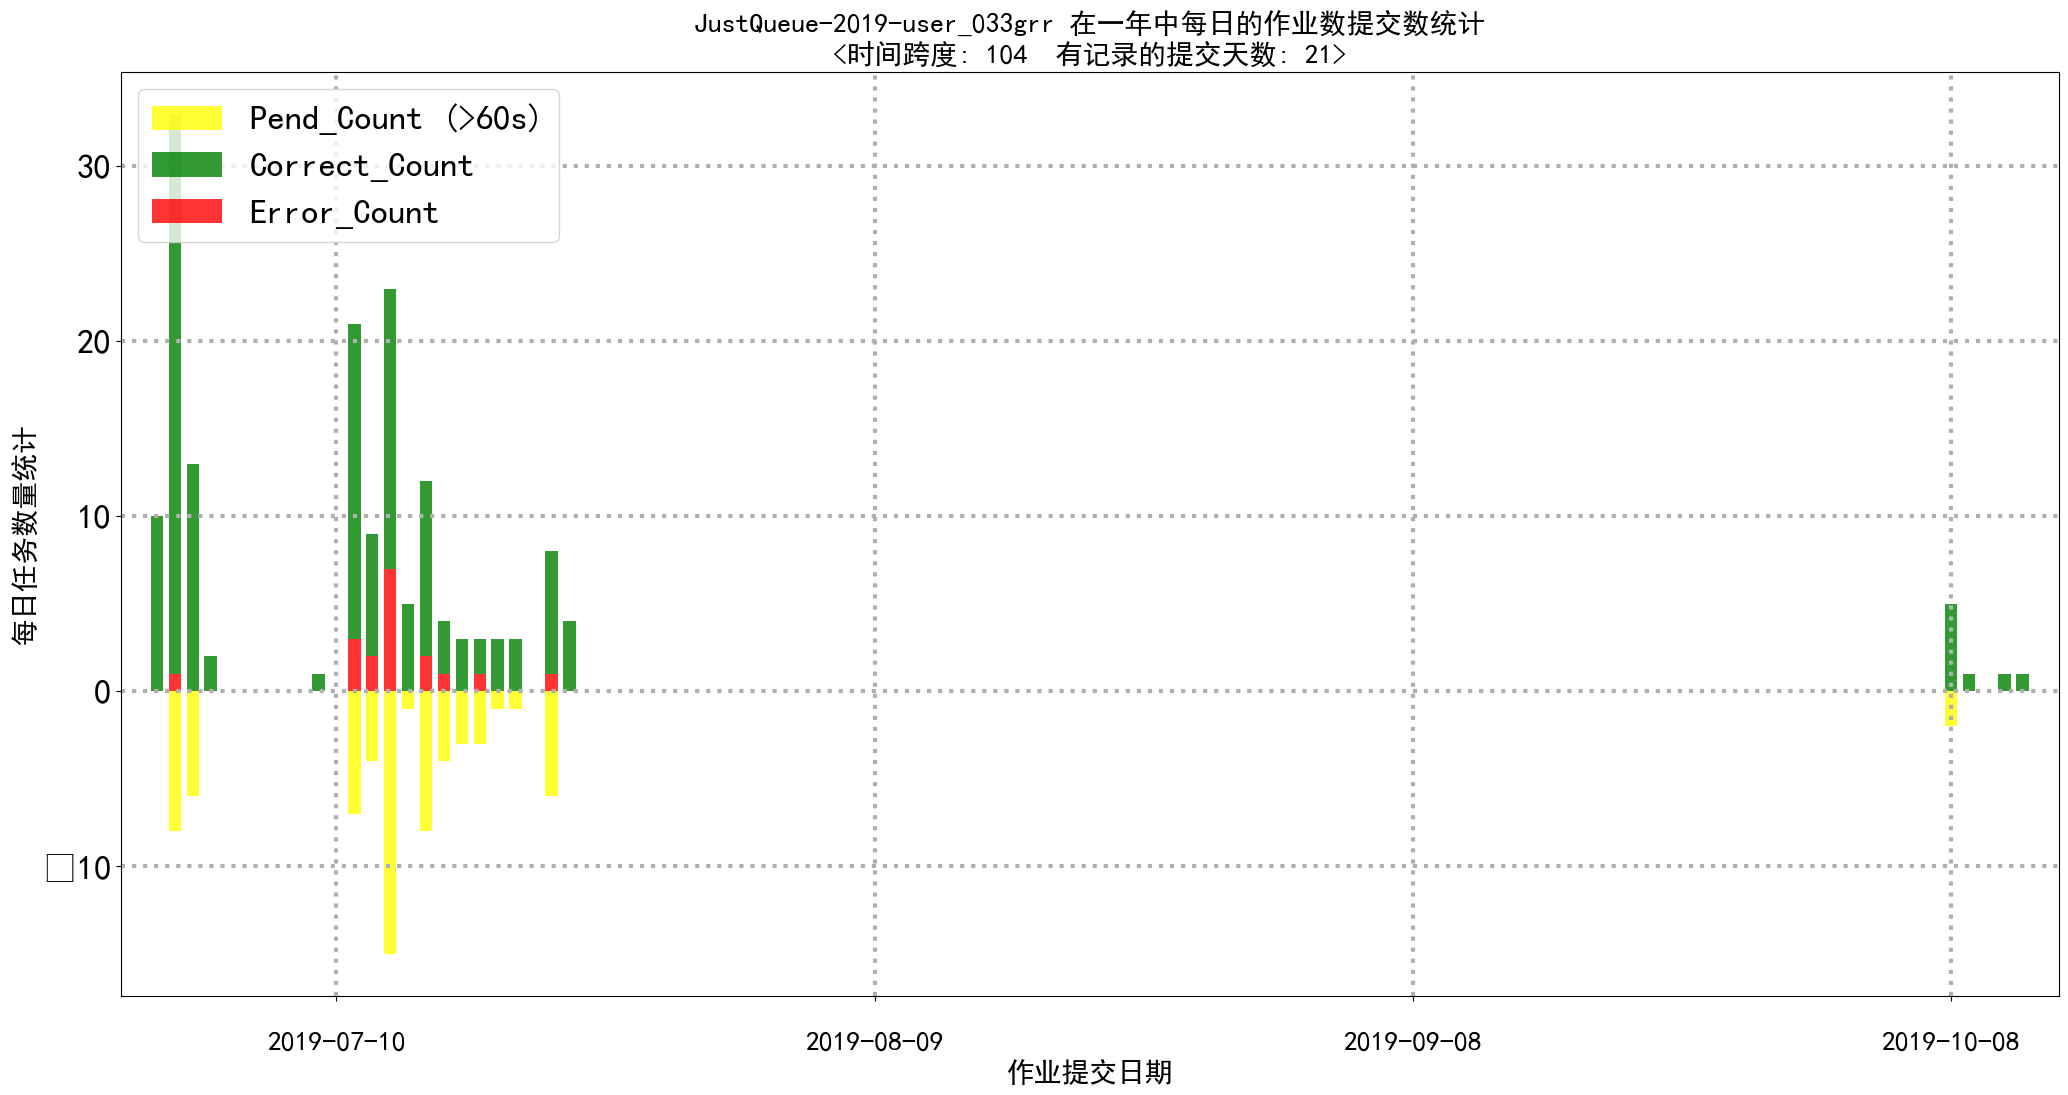 JustQueue-2019-user_033grr 在一年中每日的作业数提交数统计
<时间跨度: 104  有记录的提交天数: 21>
Pend_Count (>60s)
Correct_Count
Error_Count
30
20
10
0
□10
每日任务数量统计
2019-07-10
2019-08-09
2019-09-08
2019-10-08
作业提交日期